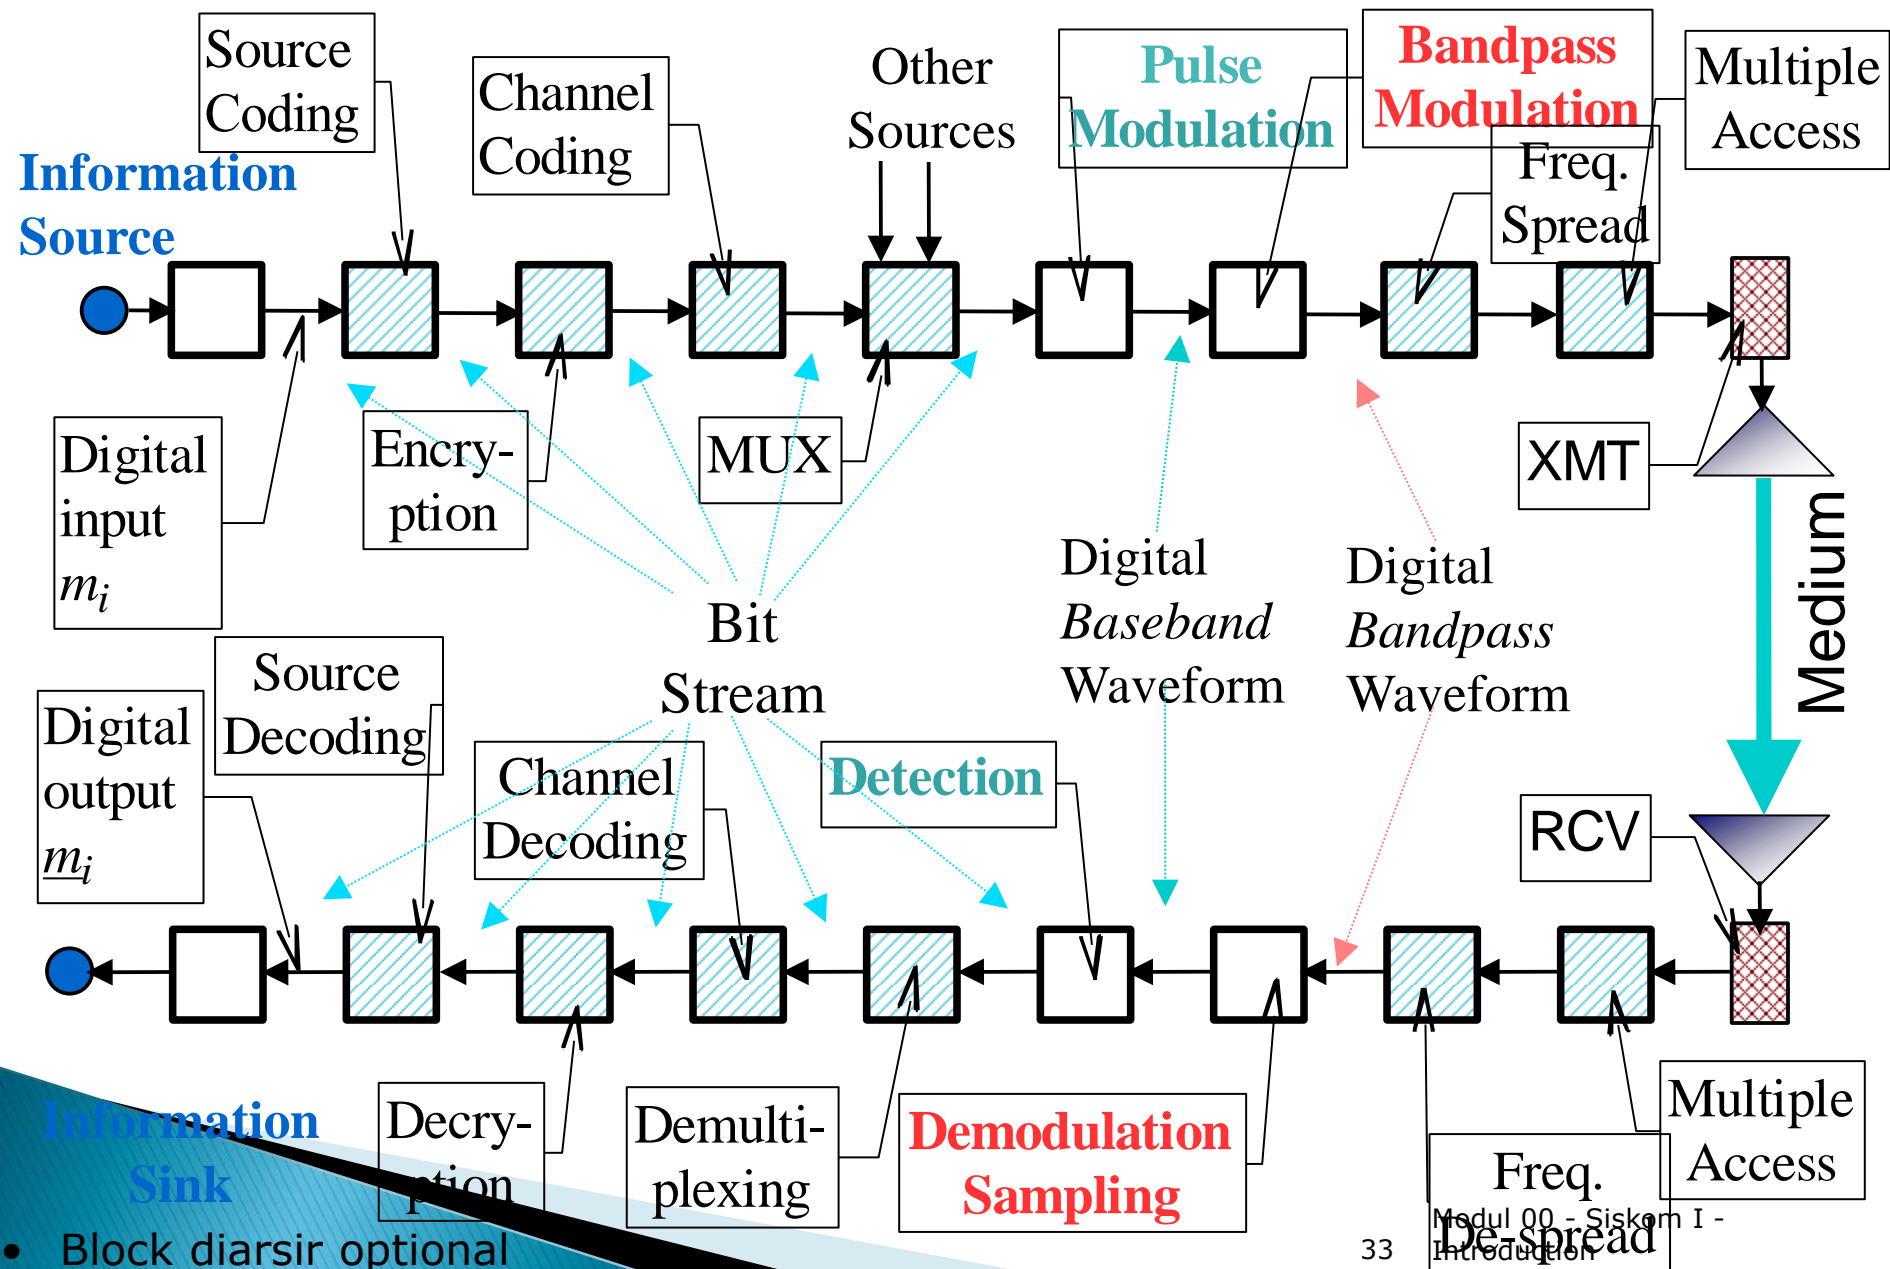 Source
Coding
Channel
Coding
Other
Sources
Pulse
Modulation
Bandpass
Modulation
Multiple
Access
Freq.
Spread
Information
Source
Digital
input
mi
Encry-
ption
MUX
XMT
Medium
Bit
Stream
Digital
Baseband
Waveform
Digital
Bandpass
Waveform
Source
Decoding
Digital
output
mi
Channel
Decoding
Detection
RCV
Information
Sink
Decry-
ption
Demulti-
plexing
Demodulation
Sampling
Freq.
De-spread
Multiple
Access
• Block diarsir optional
33
Modul 00 - Siskom I -
Introduction